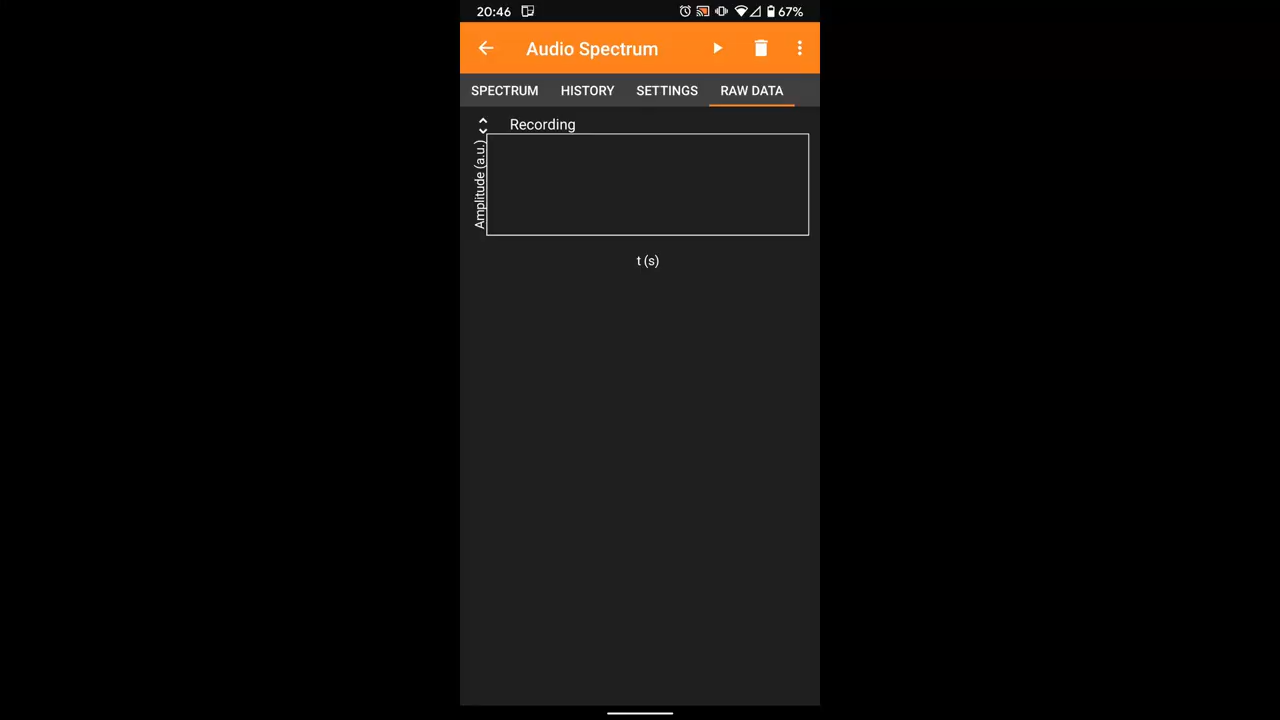 20:46 67%
Audio Spectrum
SPECTRUM HISTORY SETTINGS RAW DATA
Recording
Amplitude (a.u.)
t (s)